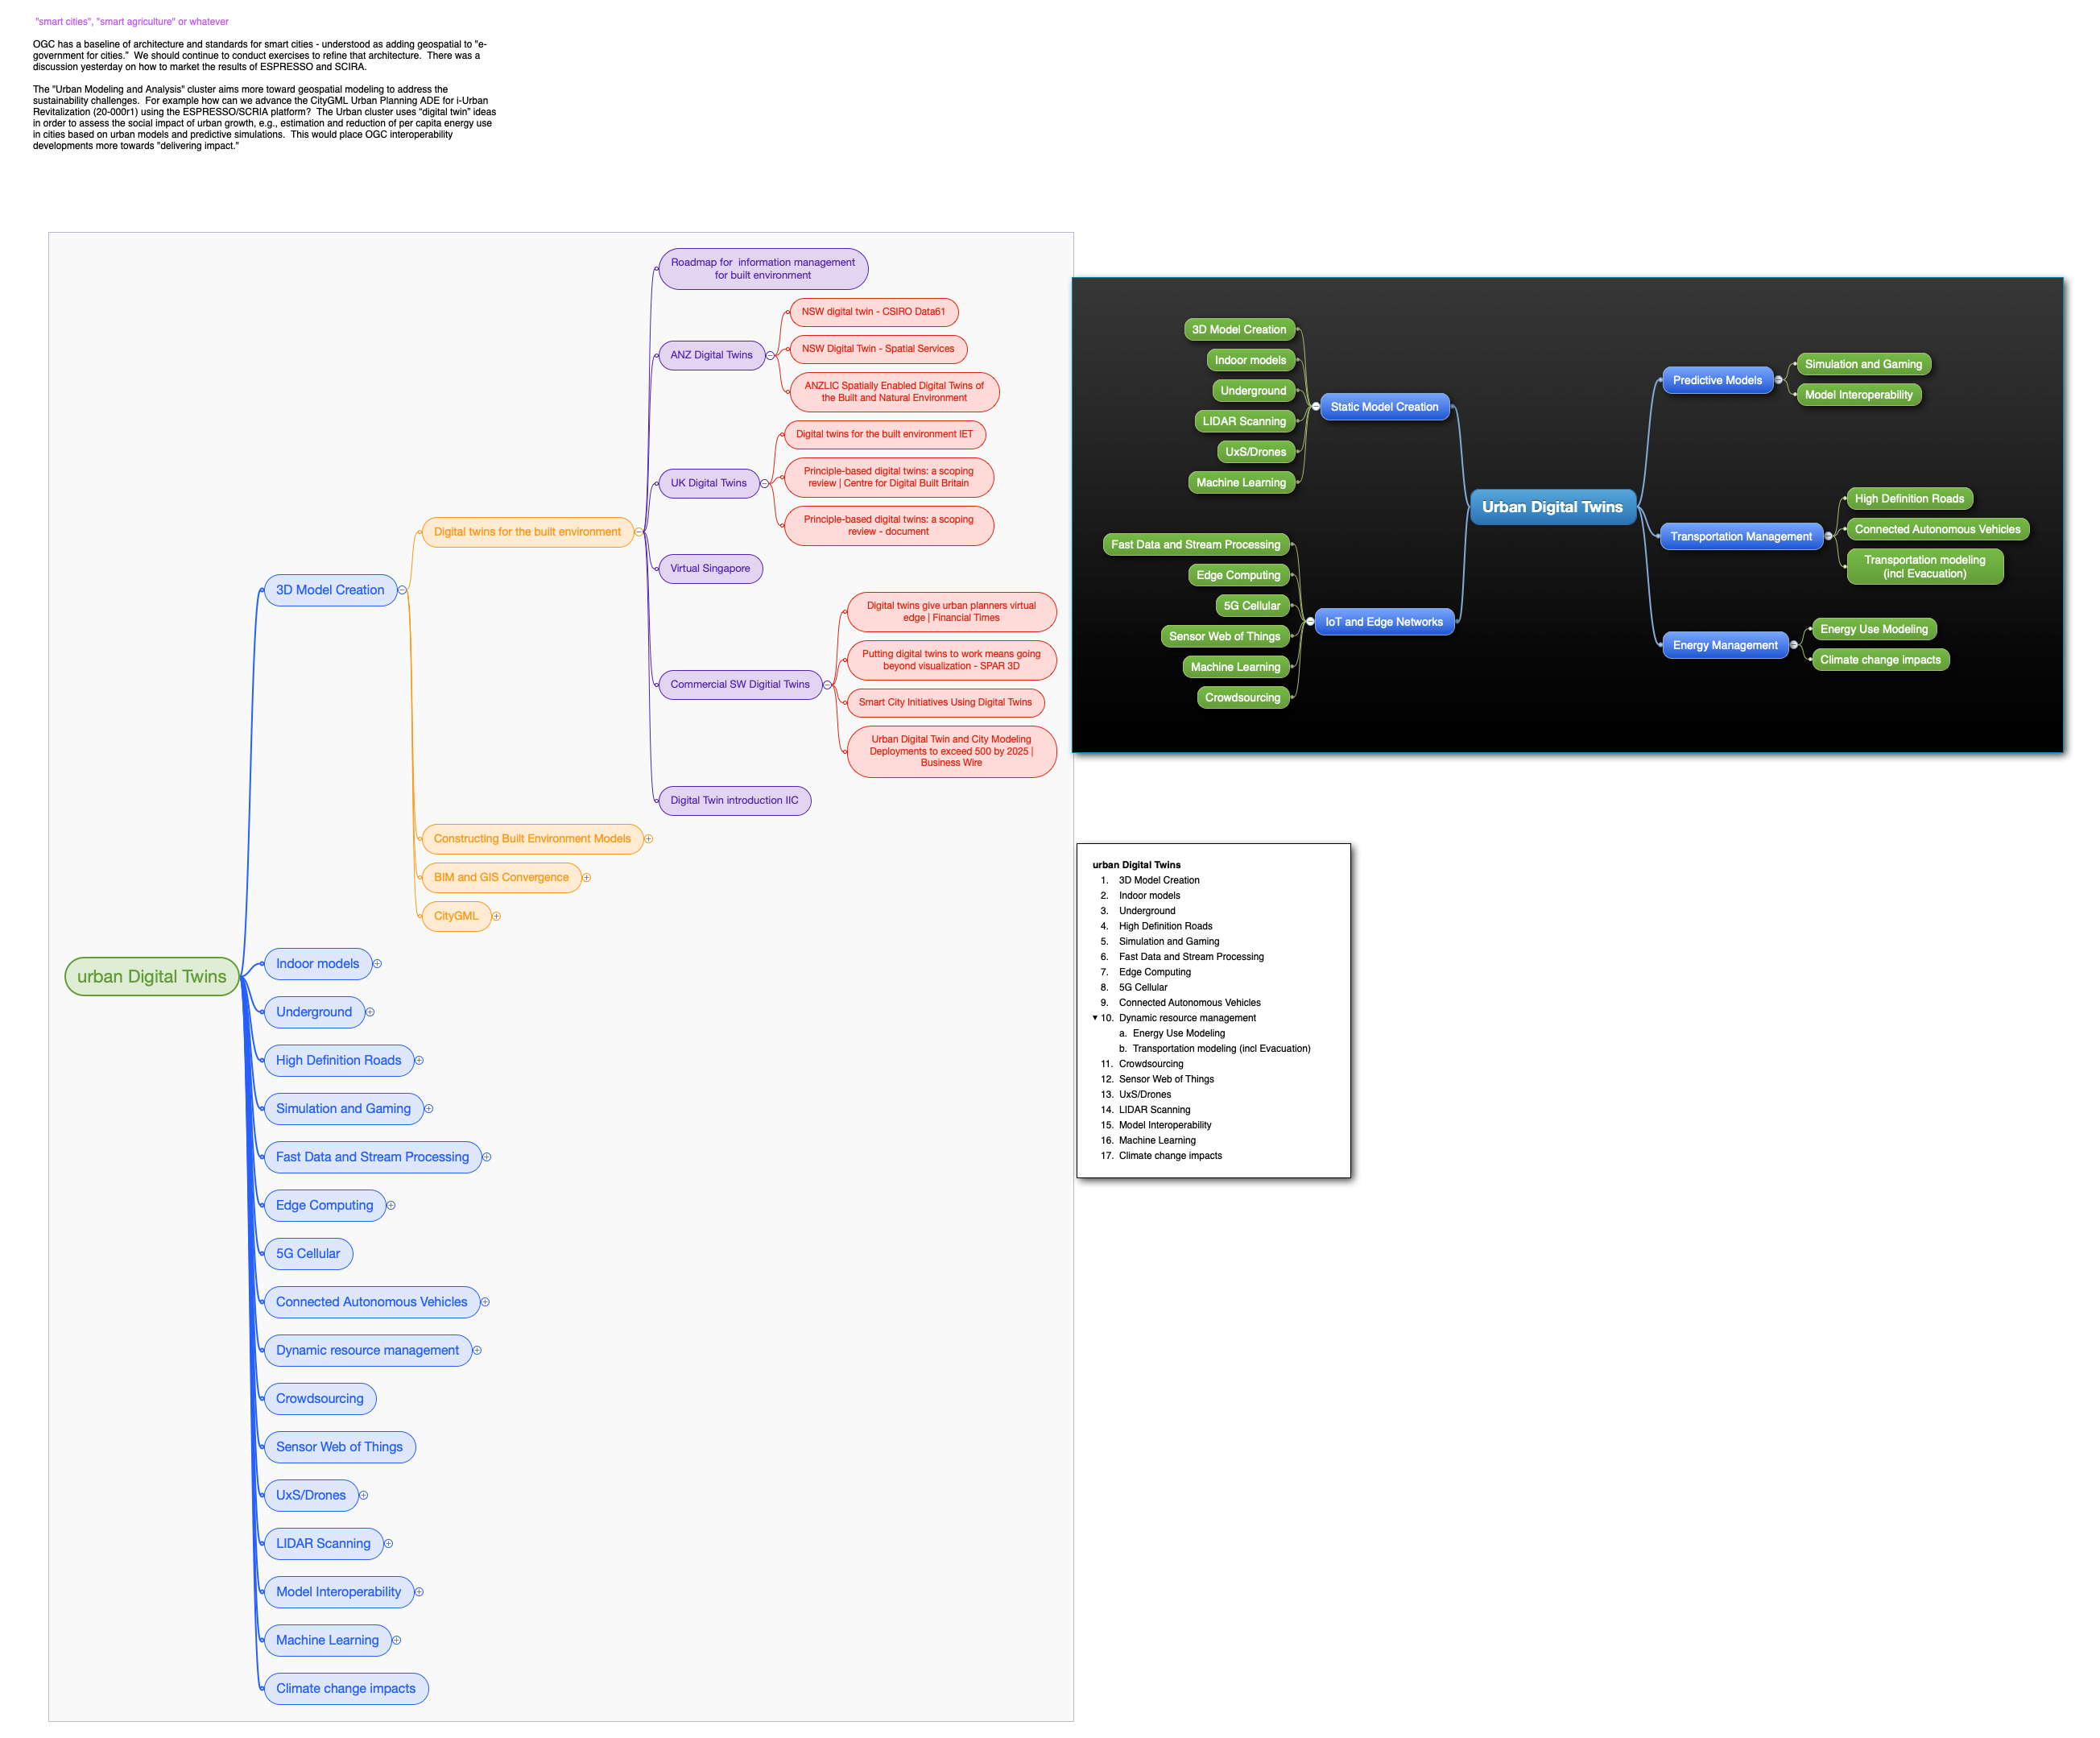 "smart cities", "smart agriculture" or whatever
OGC has a baseline of architecture and standards for smart cities - understood as adding geospatial to "e-
government for cities."  We should continue to conduct exercises to refine that architecture.  There was a
discussion yesterday on how to market the results of ESPRESSO and SCIRA.
The "Urban Modeling and Analysis" cluster aims more toward geospatial modeling to address the
sustainability challenges.  For example how can we advance the CityGML Urban Planning ADE for i-Urban
Revitalization (20-000r1) using the ESPRESSO/SCRIA platform?  The Urban cluster uses "digital twin" ideas
in order to assess the social impact of urban growth, e.g., estimation and reduction of per capita energy use
in cities based on urban models and predictive simulations.  This would place OGC interoperability
developments more towards "delivering impact."
urban Digital Twins
3D Model Creation
Digital twins for the built environment
Roadmap for  information management
for built environment
ANZ Digital Twins
NSW digital twin - CSIRO Data61
NSW Digital Twin - Spatial Services
ANZLIC Spatially Enabled Digital Twins of
the Built and Natural Environment
UK Digital Twins
Digital twins for the built environment IET
Principle-based digital twins: a scoping
review | Centre for Digital Built Britain
Principle-based digital twins: a scoping
review - document
Virtual Singapore
Commercial SW Digitial Twins
Digital twins give urban planners virtual
edge | Financial Times
Putting digital twins to work means going
beyond visualization - SPAR 3D
Smart City Initiatives Using Digital Twins
Urban Digital Twin and City Modeling
Deployments to exceed 500 by 2025 |
Business Wire
Digital Twin introduction IIC
Constructing Built Environment Models
BIM and GIS Convergence
CityGML
Indoor models
Underground
High Definition Roads
Simulation and Gaming
Fast Data and Stream Processing
Edge Computing
5G Cellular
Connected Autonomous Vehicles
Dynamic resource management
Crowdsourcing
Sensor Web of Things
UxS/Drones
LIDAR Scanning
Model Interoperability
Machine Learning
Climate change impacts
Urban Digital Twins
Static Model Creation
3D Model Creation
Indoor models
Underground
LIDAR Scanning
UxS/Drones
Machine Learning
IoT and Edge Networks
Fast Data and Stream Processing
Edge Computing
5G Cellular
Sensor Web of Things
Machine Learning
Crowdsourcing
Predictive Models
Simulation and Gaming
Model Interoperability
Transportation Management
High Definition Roads
Connected Autonomous Vehicles
Transportation modeling
(incl Evacuation)
Energy Management
Energy Use Modeling
Climate change impacts
urban Digital Twins
1. 3D Model Creation
2. Indoor models
3. Underground
4. High Definition Roads
5. Simulation and Gaming
6. Fast Data and Stream Processing
7. Edge Computing
8. 5G Cellular
9. Connected Autonomous Vehicles
10. Dynamic resource management
a. Energy Use Modeling
b. Transportation modeling (incl Evacuation)
11. Crowdsourcing
12. Sensor Web of Things
13. UxS/Drones
14. LIDAR Scanning
15. Model Interoperability
16. Machine Learning
17. Climate change impacts